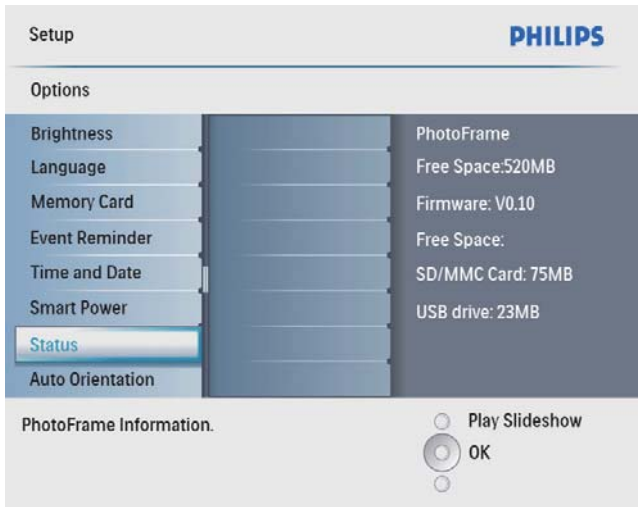 Setup
PHILIPS
Options
Brightness
Language
Memory Card
Event Reminder
Time and Date
Smart Power
Status
Auto Orientation
PhotoFrame
Free Space:520MB
Firmware: V0.10
Free Space:
SD/MMC Card: 75MB
USB drive: 23MB
PhotoFrame Information.
Play Slideshow
OK